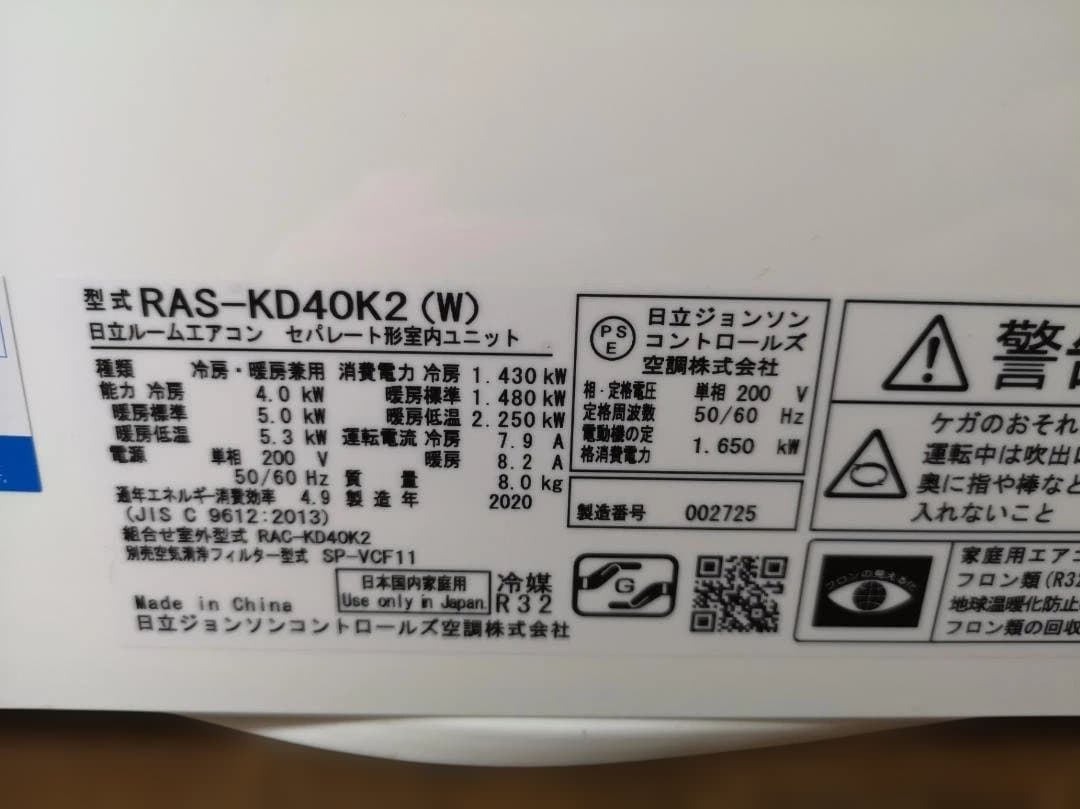 型式 RAS-KD40K2(W)
日立ルームエアコン セパレート形室内ユニット
種類 冷房・暖房兼用
能力 冷房 4.0 kW
暖房標準 5.0 kW
暖房低温 5.3 kW
電源 単相 200 V
50/60 Hz
通年エネルギー消費効率 4.9
(JIS C 9612:2013)
消費電力 冷房 1.430 kW
暖房標準 1.480 kW
暖房低温 2.250 kW
運転電流 冷房 7.9 A
暖房 8.2 A
質量 8.0 kg
製造年 2020
組合せ室外型式 RAC-KD40K2
別売空気清浄フィルター型式 SP-VCF11
日本国内家庭用
Use only in Japan.
冷媒
R32
Made in China
日立ジョンソンコントロールズ空調株式会社
PS
E
日立ジョンソン
コントロールズ
空調株式会社
相・定格電圧 単相 200 V
定格周波数 50/60 Hz
電動機の定
格消費電力 1.650 kW
製造番号 002725
G
警告
ケガのおそれ
運転中は吹出
奥に指や棒など
入れないこと
フロンの見える化
家庭用エアコ
フロン類(R32
地球温暖化防止
フロン類の回収